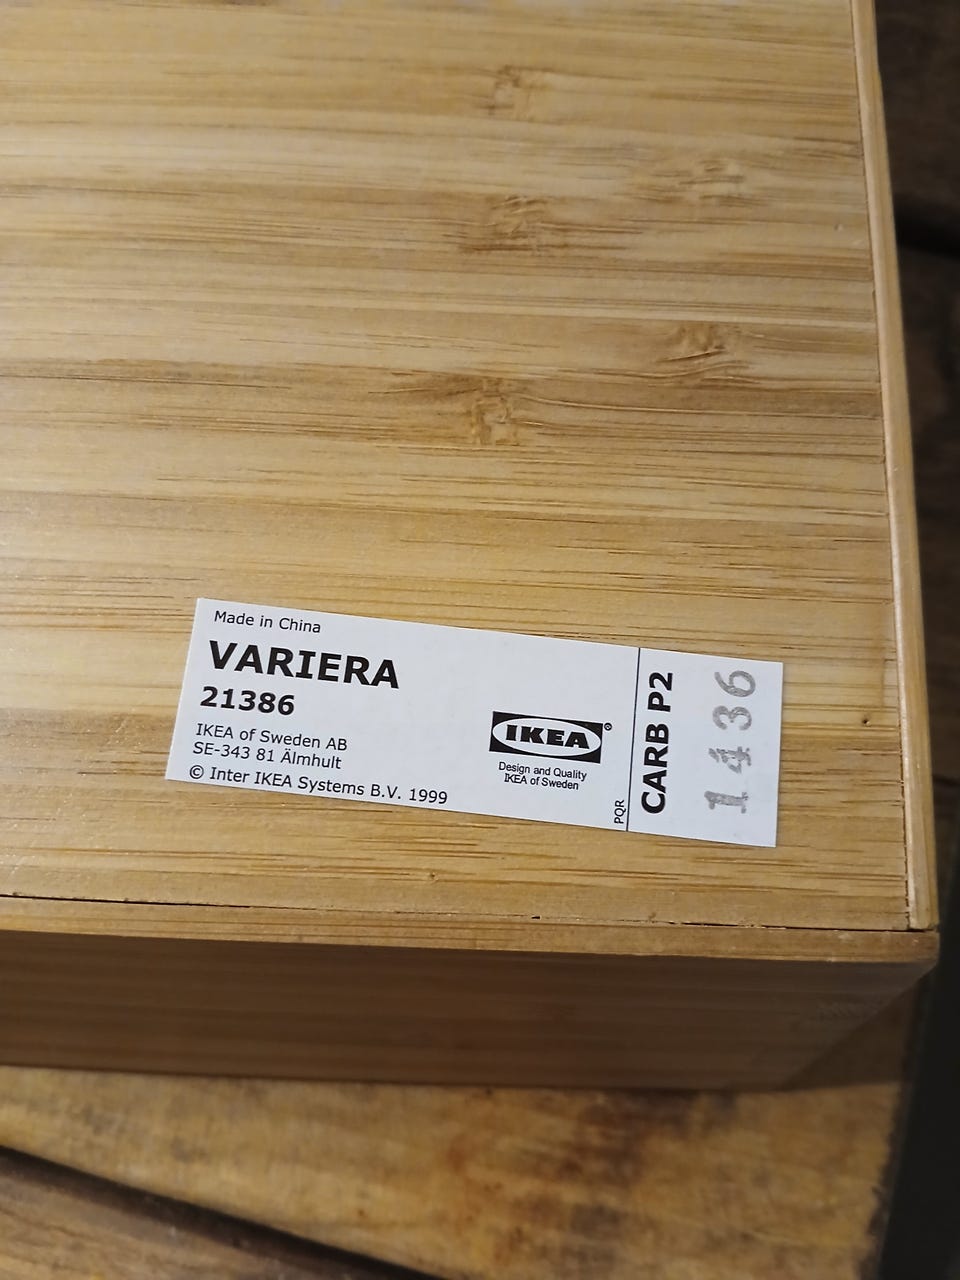 Made in China
VARIERA
21386
IKEA of Sweden AB
SE-343 81 Älmhult
© Inter IKEA Systems B.V. 1999
IKEA®
Design and Quality
IKEA of Sweden
PQR
CARB P2
1436